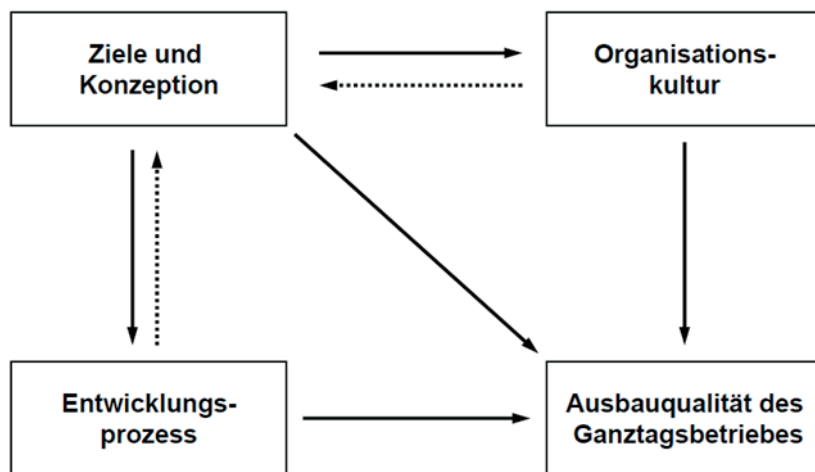 Ziele und
Konzeption
Organisations-
kultur
Entwicklungs-
prozess
Ausbauqualität des
Ganztagsbetriebes